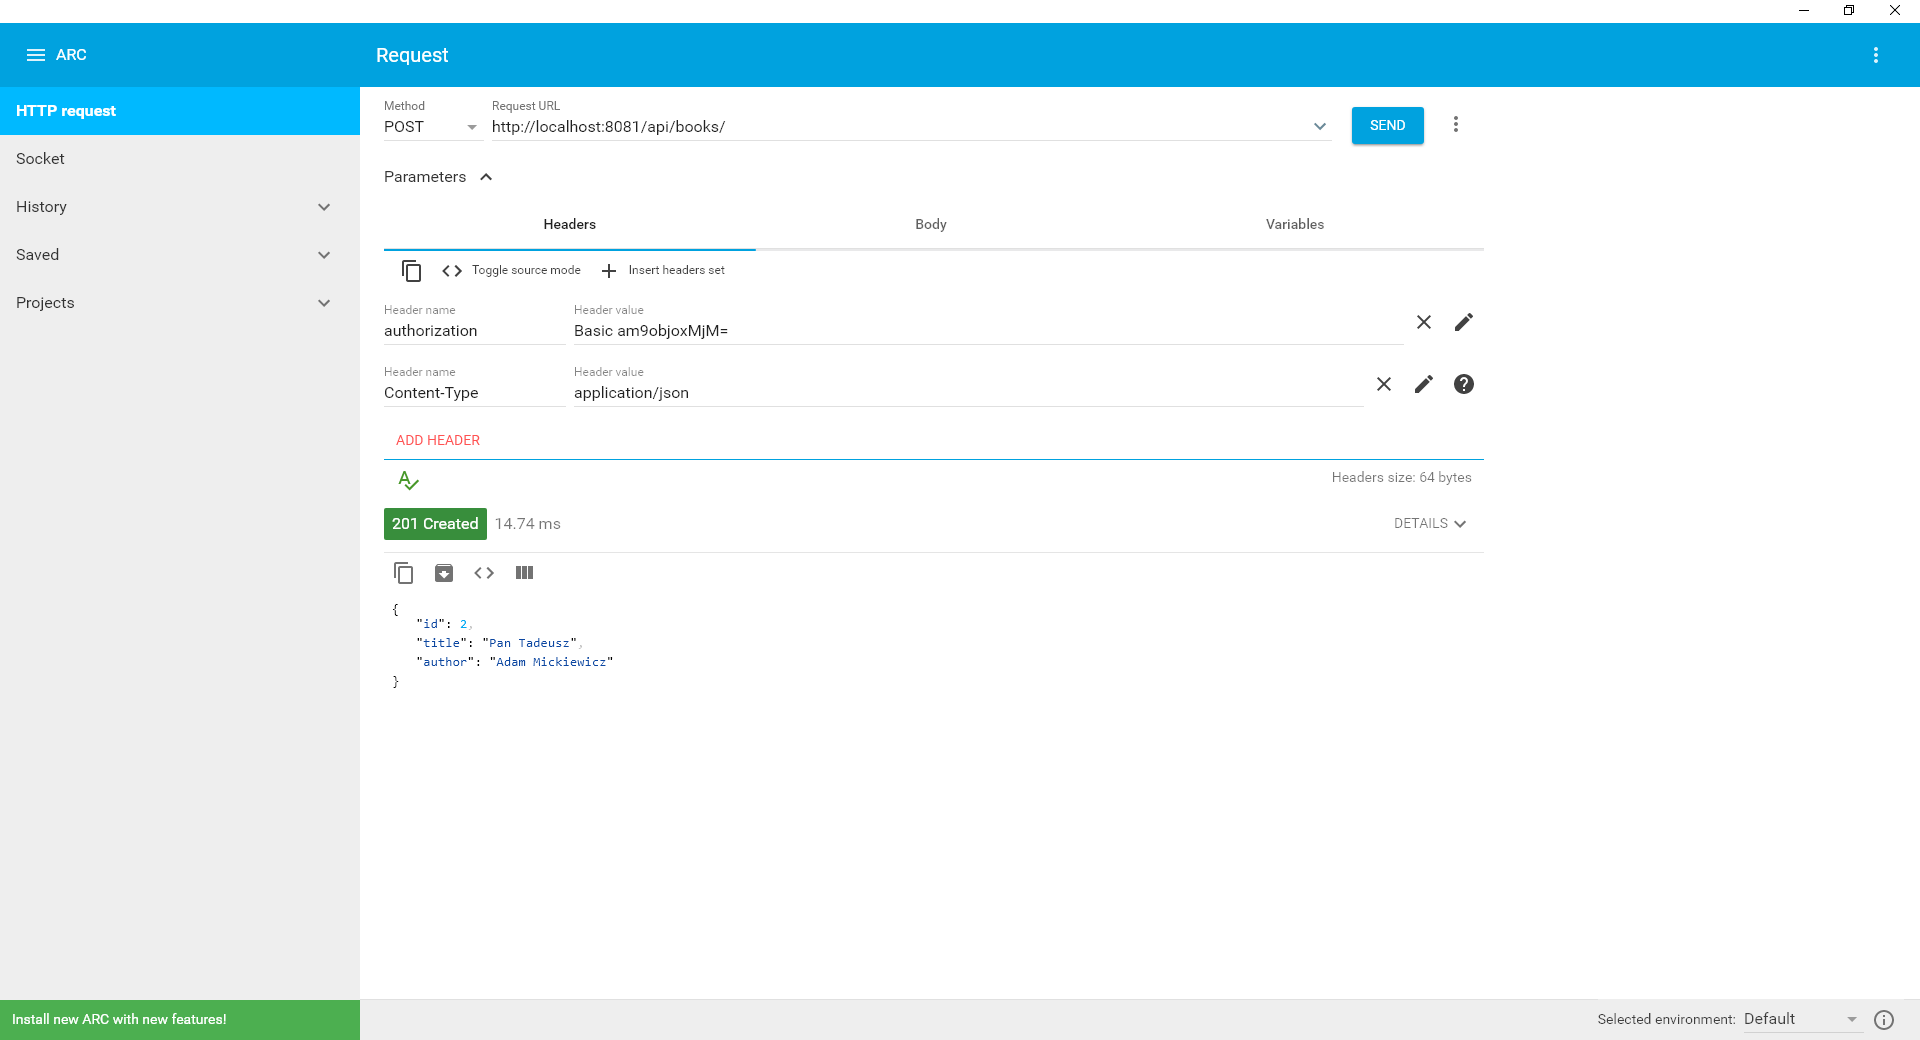 ARC
Request
HTTP request
Socket
History
Saved
Projects
Method
POST
Request URL
http://localhost:8081/api/books/
SEND
Parameters
Headers
Body
Variables
Toggle source mode
Insert headers set
Header name
authorization
Header value
Basic am9objoxMjM=
Header name
Content-Type
Header value
application/json
ADD HEADER
Headers size: 64 bytes
201 Created
14.74 ms
DETAILS
{
"id": 2,
"title": "Pan Tadeusz",
"author": "Adam Mickiewicz"
}
Install new ARC with new features!
Selected environment: Default